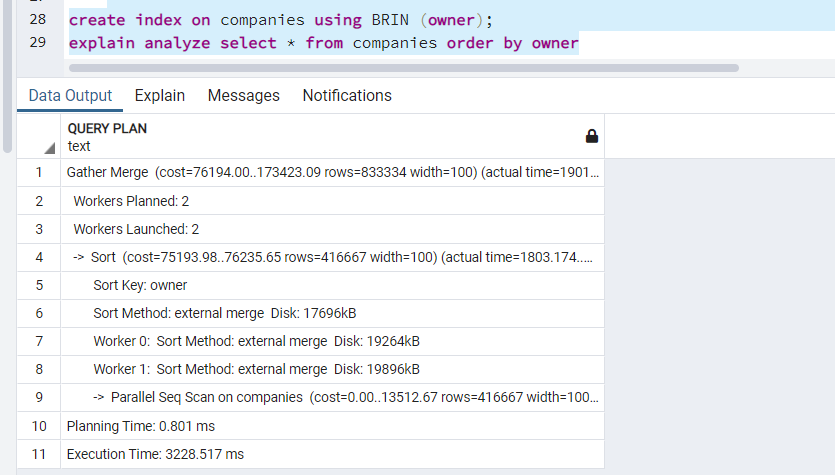 28 create index on companies using BRIN (owner);
29 explain analyze select * from companies order by owner
Data Output Explain Messages Notifications
QUERY PLAN
text
1 Gather Merge (cost=76194.00..173423.09 rows=833334 width=100) (actual time=1901...
2 Workers Planned: 2
3 Workers Launched: 2
4 -> Sort (cost=75193.98..76235.65 rows=416667 width=100) (actual time=1803.174.....
5 Sort Key: owner
6 Sort Method: external merge Disk: 17696kB
7 Worker 0: Sort Method: external merge Disk: 19264kB
8 Worker 1: Sort Method: external merge Disk: 19896kB
9 -> Parallel Seq Scan on companies (cost=0.00..13512.67 rows=416667 width=100...
10 Planning Time: 0.801 ms
11 Execution Time: 3228.517 ms